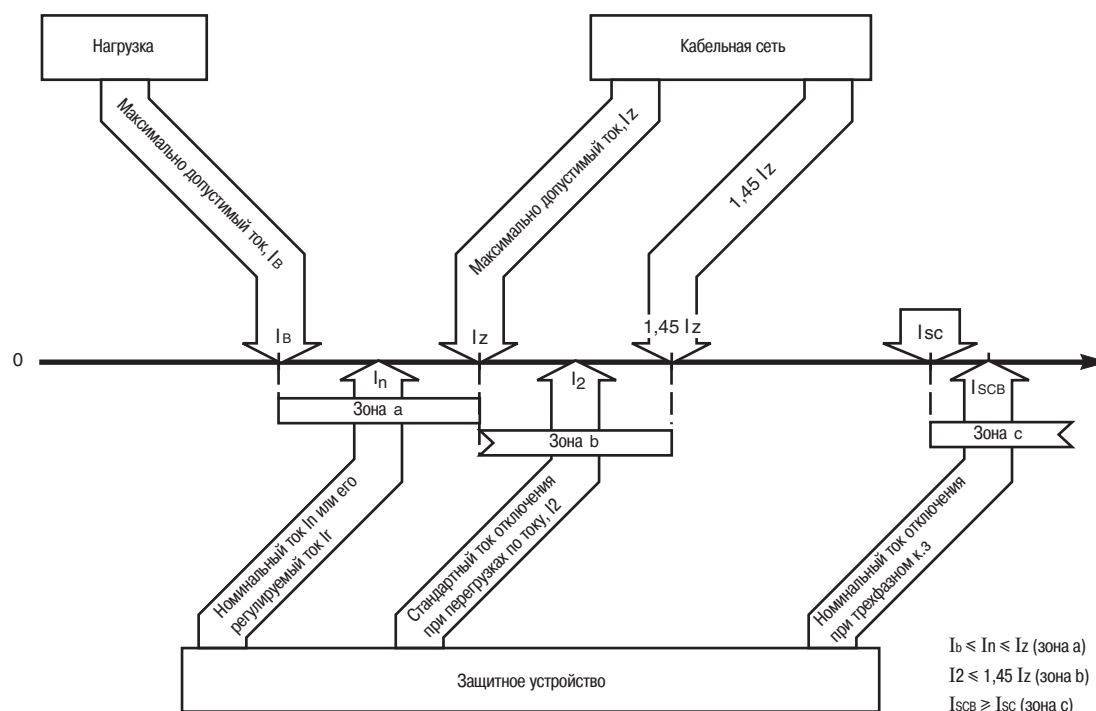 Нагрузка
Кабельная сеть
Максимально допустимый ток, IB
Максимально допустимый ток, Iz
1,45 Iz
IB
Iz
1,45 Iz
Isc
0
In
I2
ISCB
Зона a
Зона b
Зона c
Номинальный ток In или его
регулируемый ток Ir
Стандартный ток отключения
при перегрузках по току, I2
Номинальный ток отключения
при трехфазном к.з
Защитное устройство
Ib ⩽ In ⩽ Iz (зона a)
I2 ⩽ 1,45 Iz (зона b)
ISCB ⩾ ISC (зона c)